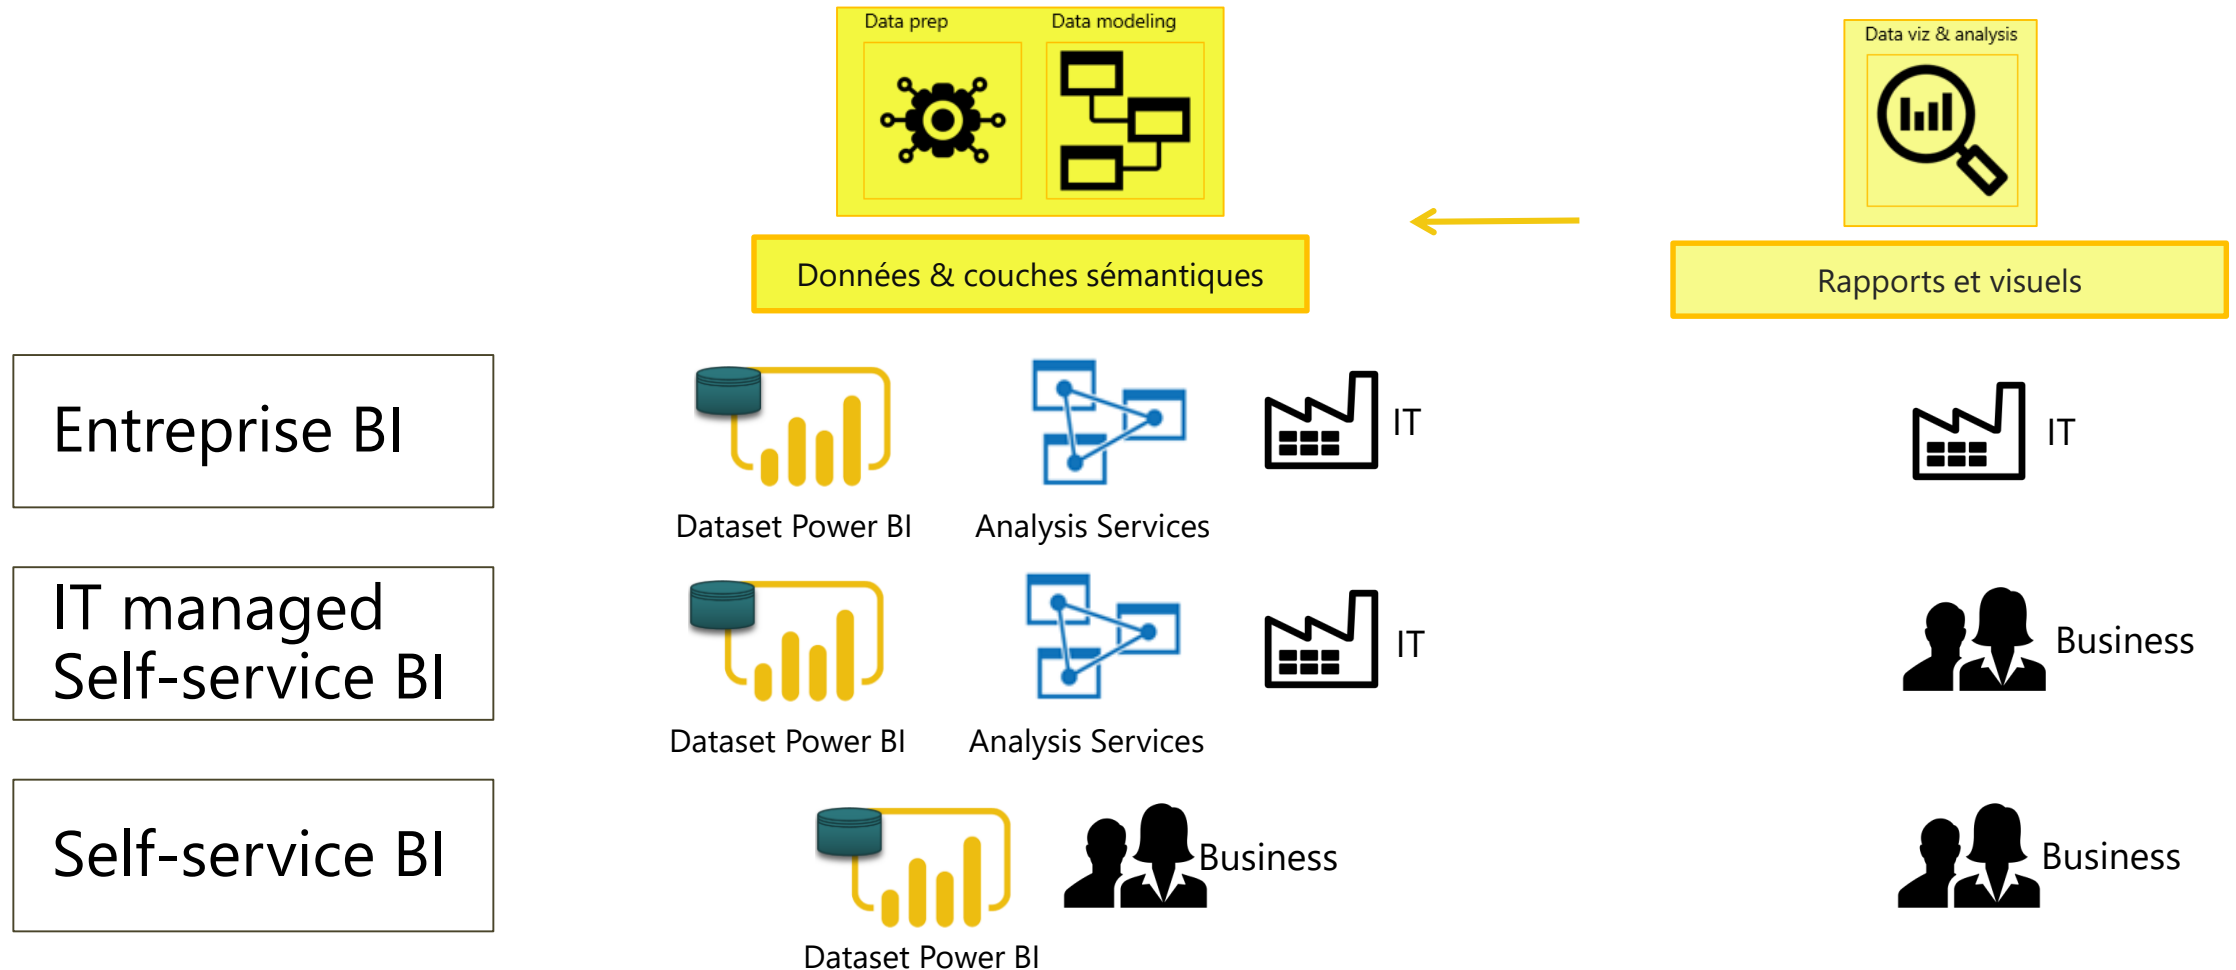 Data prep
Data modeling
Data viz & analysis
Données & couches sémantiques
Rapports et visuels
Entreprise BI
Dataset Power BI
Analysis Services
IT
IT
IT managed
Self-service BI
Dataset Power BI
Analysis Services
IT
Business
Self-service BI
Dataset Power BI
Business
Business